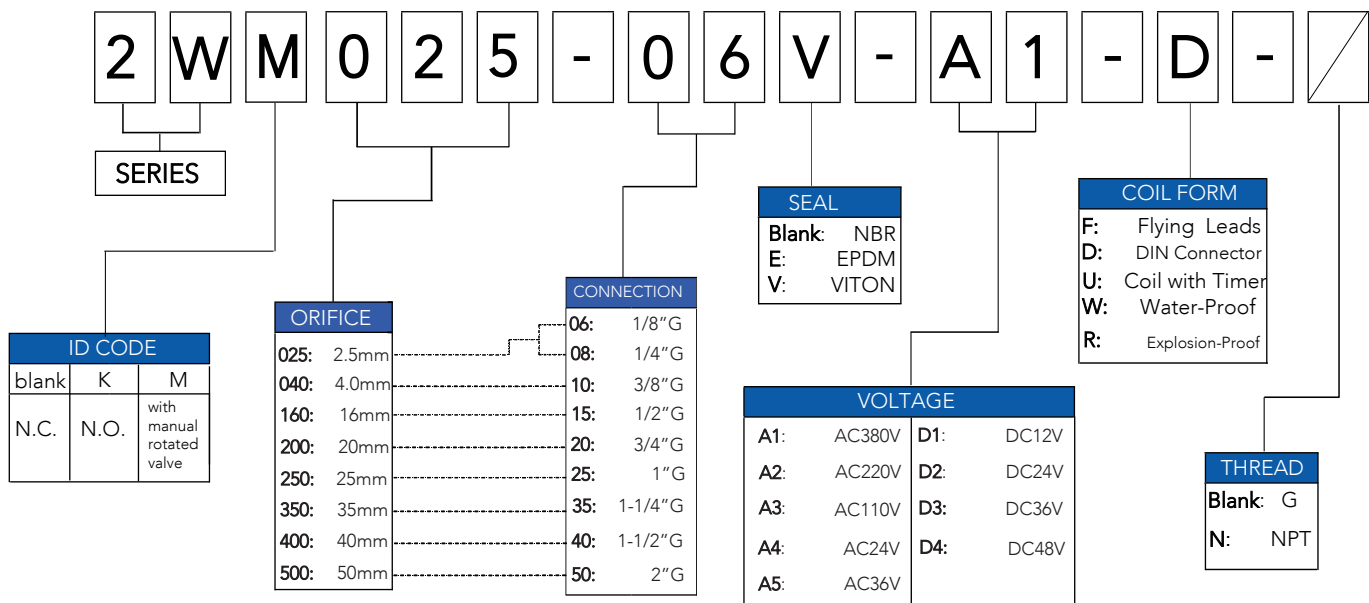 2 W M 0 2 5 - 0 6 V - A 1 - D -
SERIES
ID CODE
blank K M
N.C. N.O. with manual rotated valve
ORIFICE
025: 2.5mm
040: 4.0mm
160: 16mm
200: 20mm
250: 25mm
350: 35mm
400: 40mm
500: 50mm
CONNECTION
06: 1/8"G
08: 1/4"G
10: 3/8"G
15: 1/2"G
20: 3/4"G
25: 1"G
35: 1-1/4"G
40: 1-1/2"G
50: 2"G
SEAL
Blank: NBR
E: EPDM
V: VITON
VOLTAGE
A1: AC380V D1: DC12V
A2: AC220V D2: DC24V
A3: AC110V D3: DC36V
A4: AC24V D4: DC48V
A5: AC36V
COIL FORM
F: Flying Leads
D: DIN Connector
U: Coil with Timer
W: Water-Proof
R: Explosion-Proof
THREAD
Blank: G
N: NPT